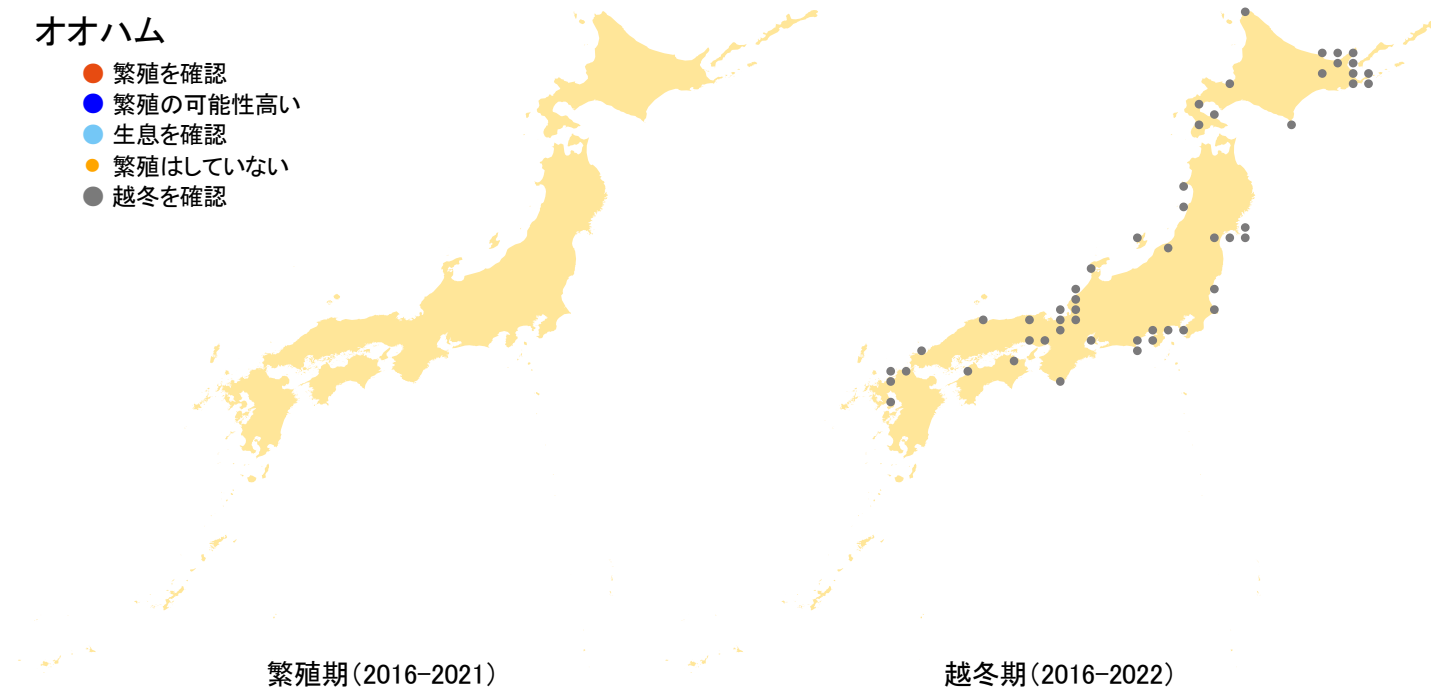 オオハム
繁殖を確認
繁殖の可能性高い
生息を確認
繁殖はしていない
越冬を確認
繁殖期(2016-2021)
越冬期(2016-2022)